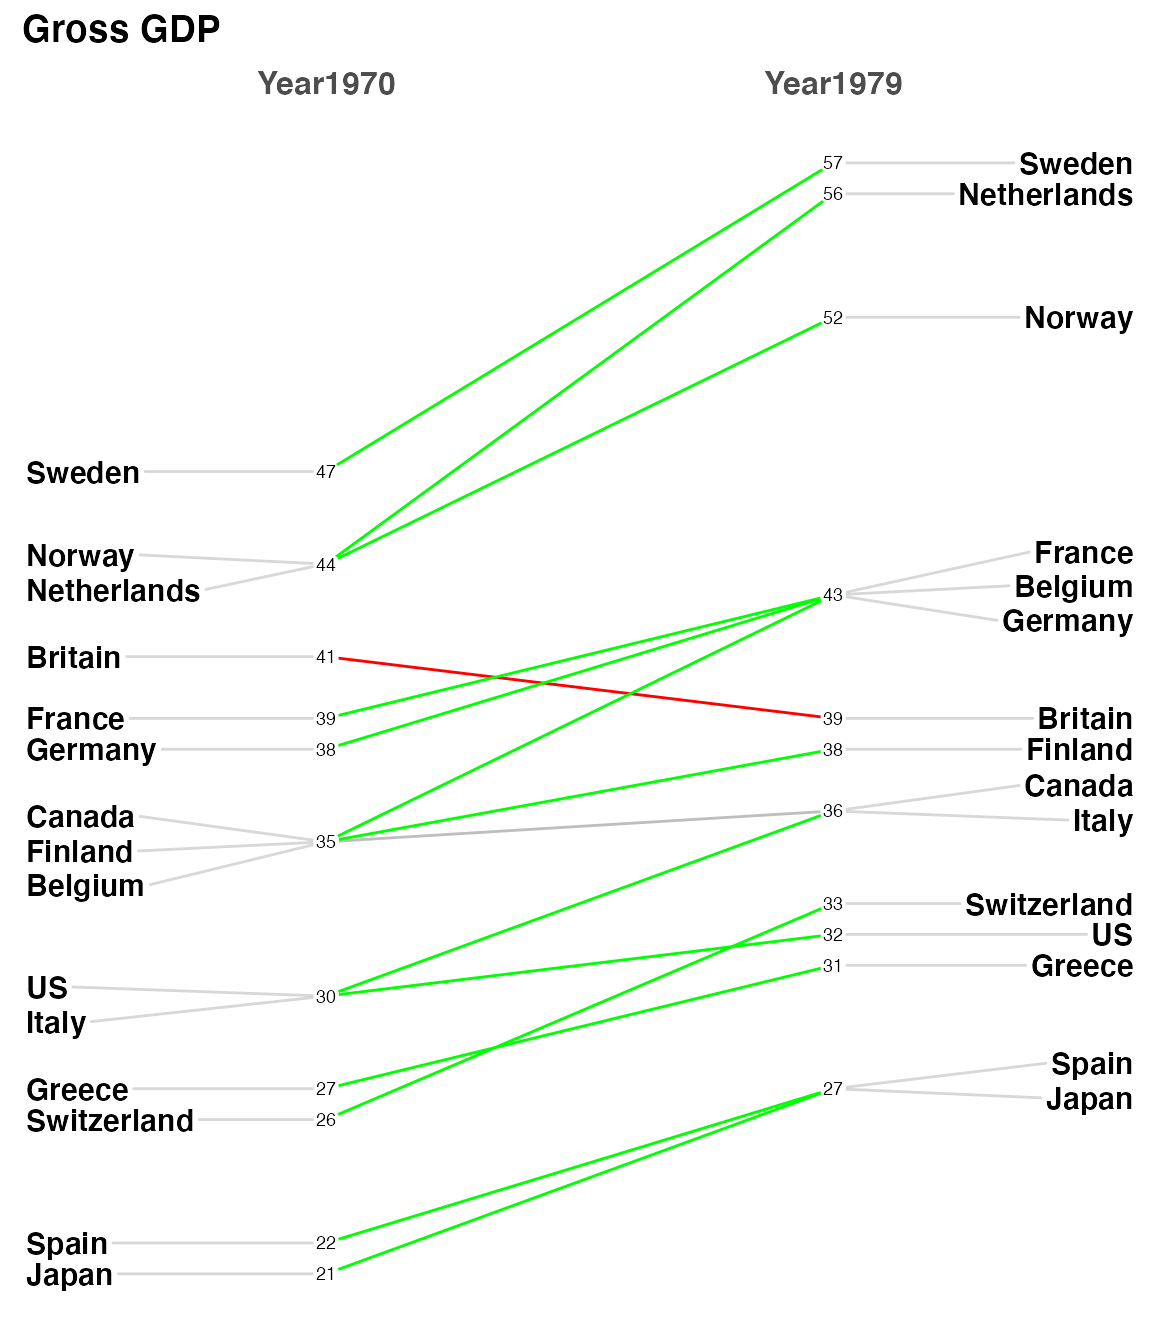 Gross GDP
Year1970 Year1979
57 Sweden
56 Netherlands
52 Norway
Sweden 47
France
Norway
44
Belgium
Netherlands
43
Germany
Britain 41
France 39
39 Britain
Germany 38
38 Finland
Canada
Canada
36
Italy
35
Finland
Belgium
33 Switzerland
32 US
31 Greece
US
30
Italy
Spain
Greece 27
27
Japan
Switzerland 26
Spain 22
Japan 21